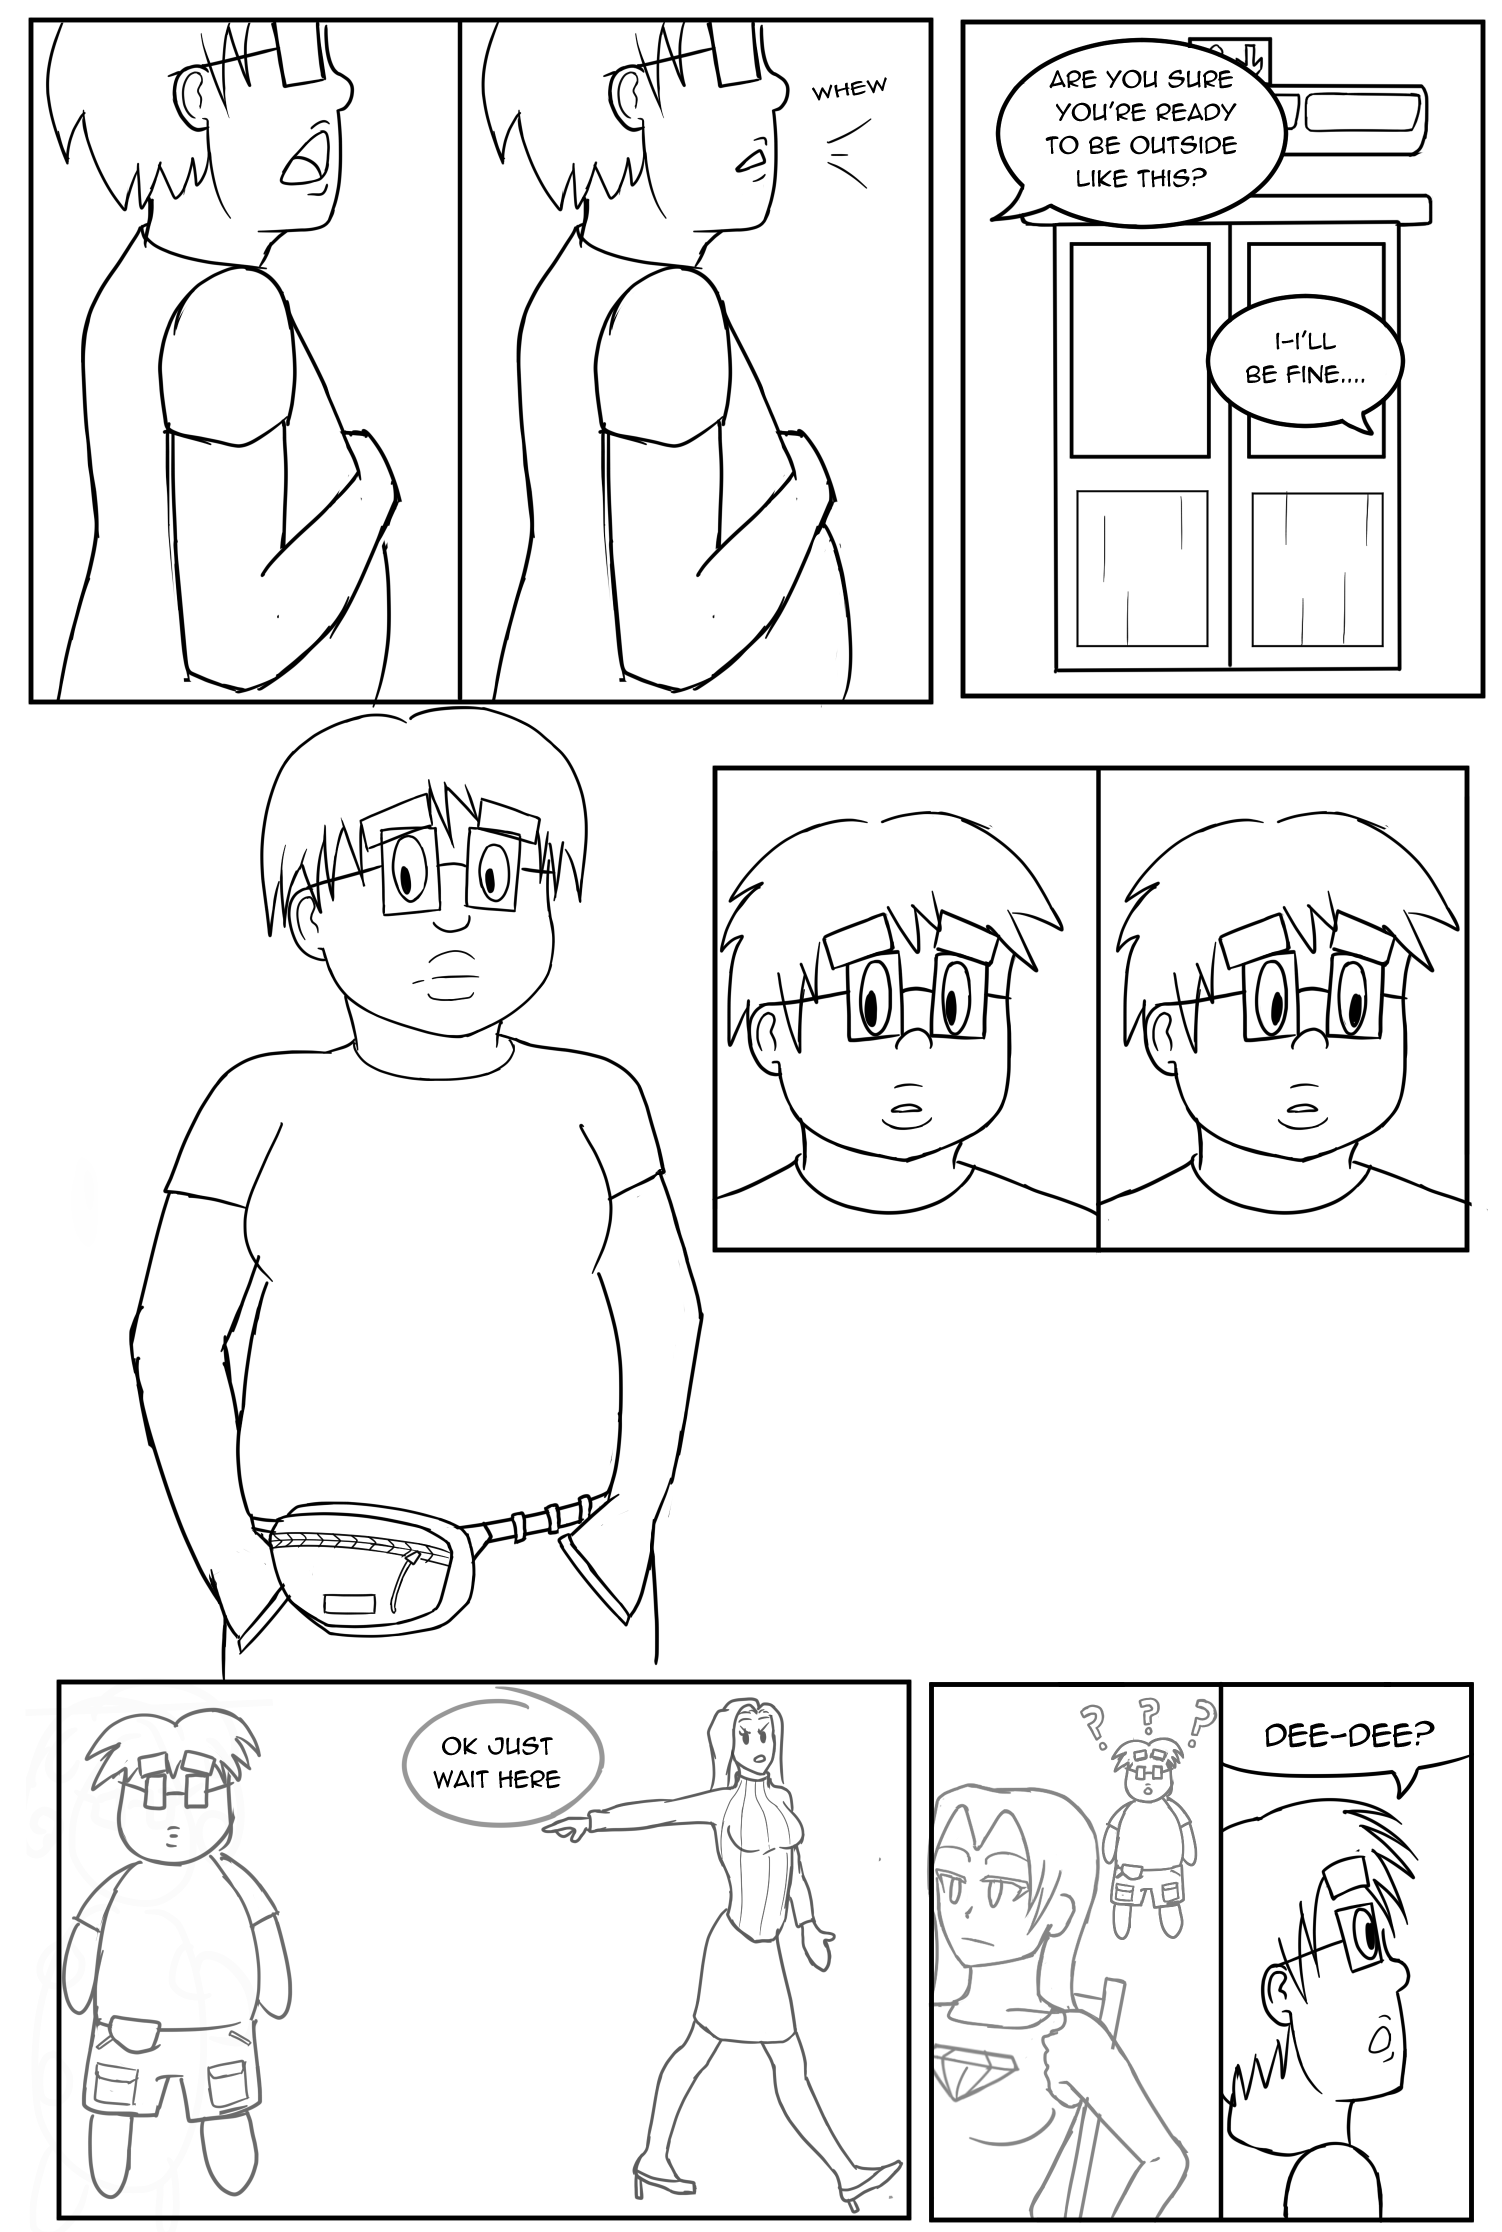 WHEW
ARE YOU SURE
YOU'RE READY
TO BE OUTSIDE
LIKE THIS?
I-I'LL
BE FINE....
OK JUST
WAIT HERE
? ? ?
DEE-DEE?